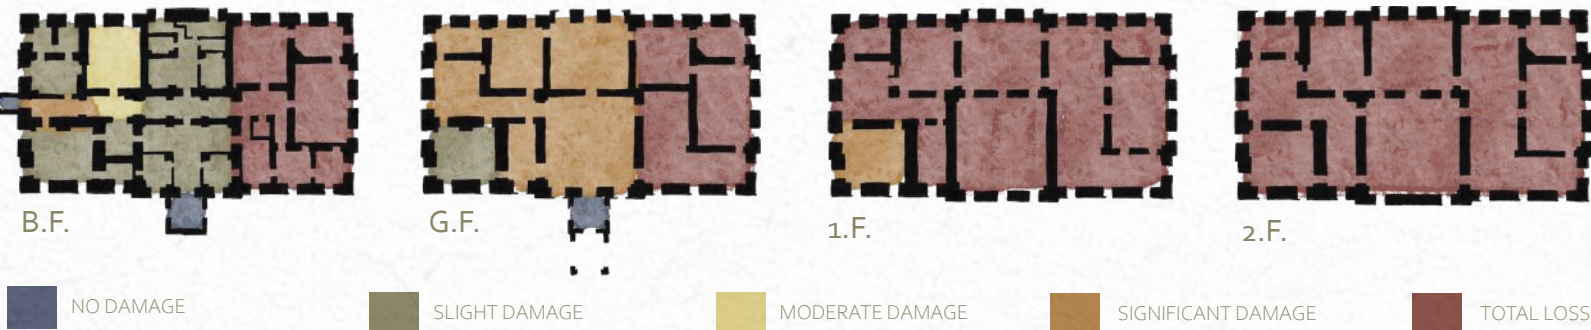 B.F.
G.F.
1.F.
2.F.
NO DAMAGE
SLIGHT DAMAGE
MODERATE DAMAGE
SIGNIFICANT DAMAGE
TOTAL LOSS